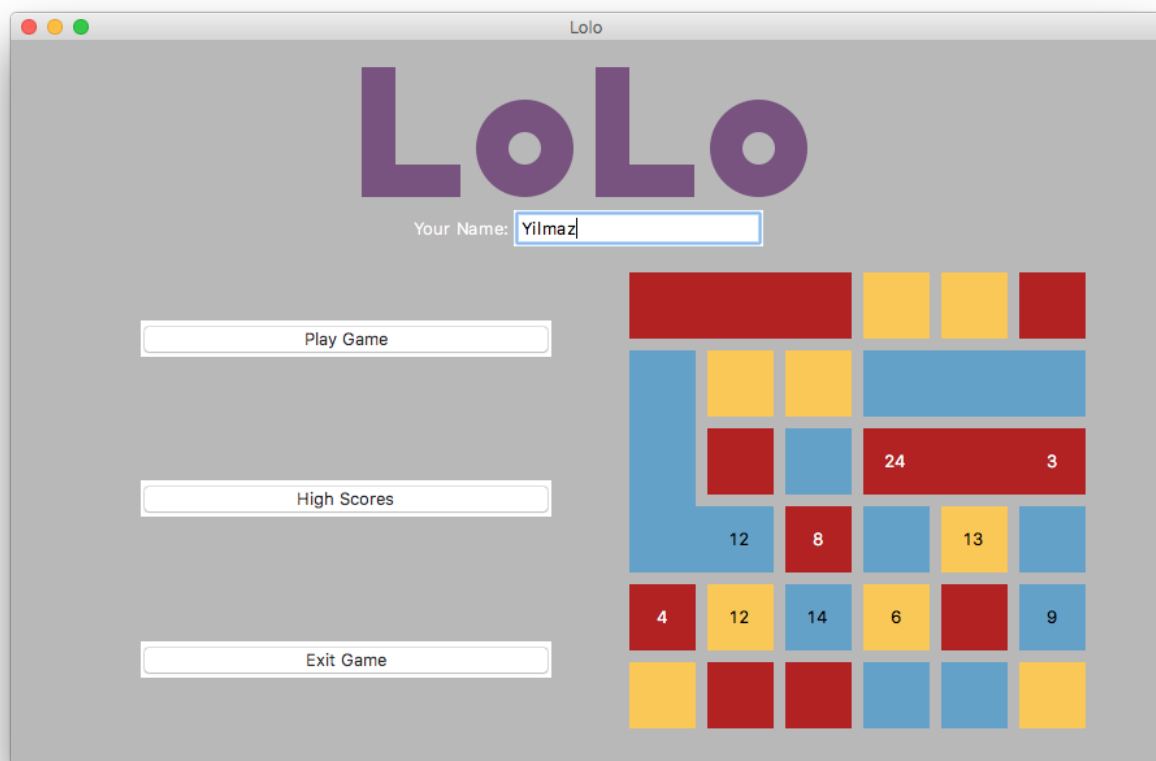 Lolo
LoLo
Your Name: Yilmaz
Play Game
24 3
High Scores
12 8 13
4 12 14 6 9
Exit Game